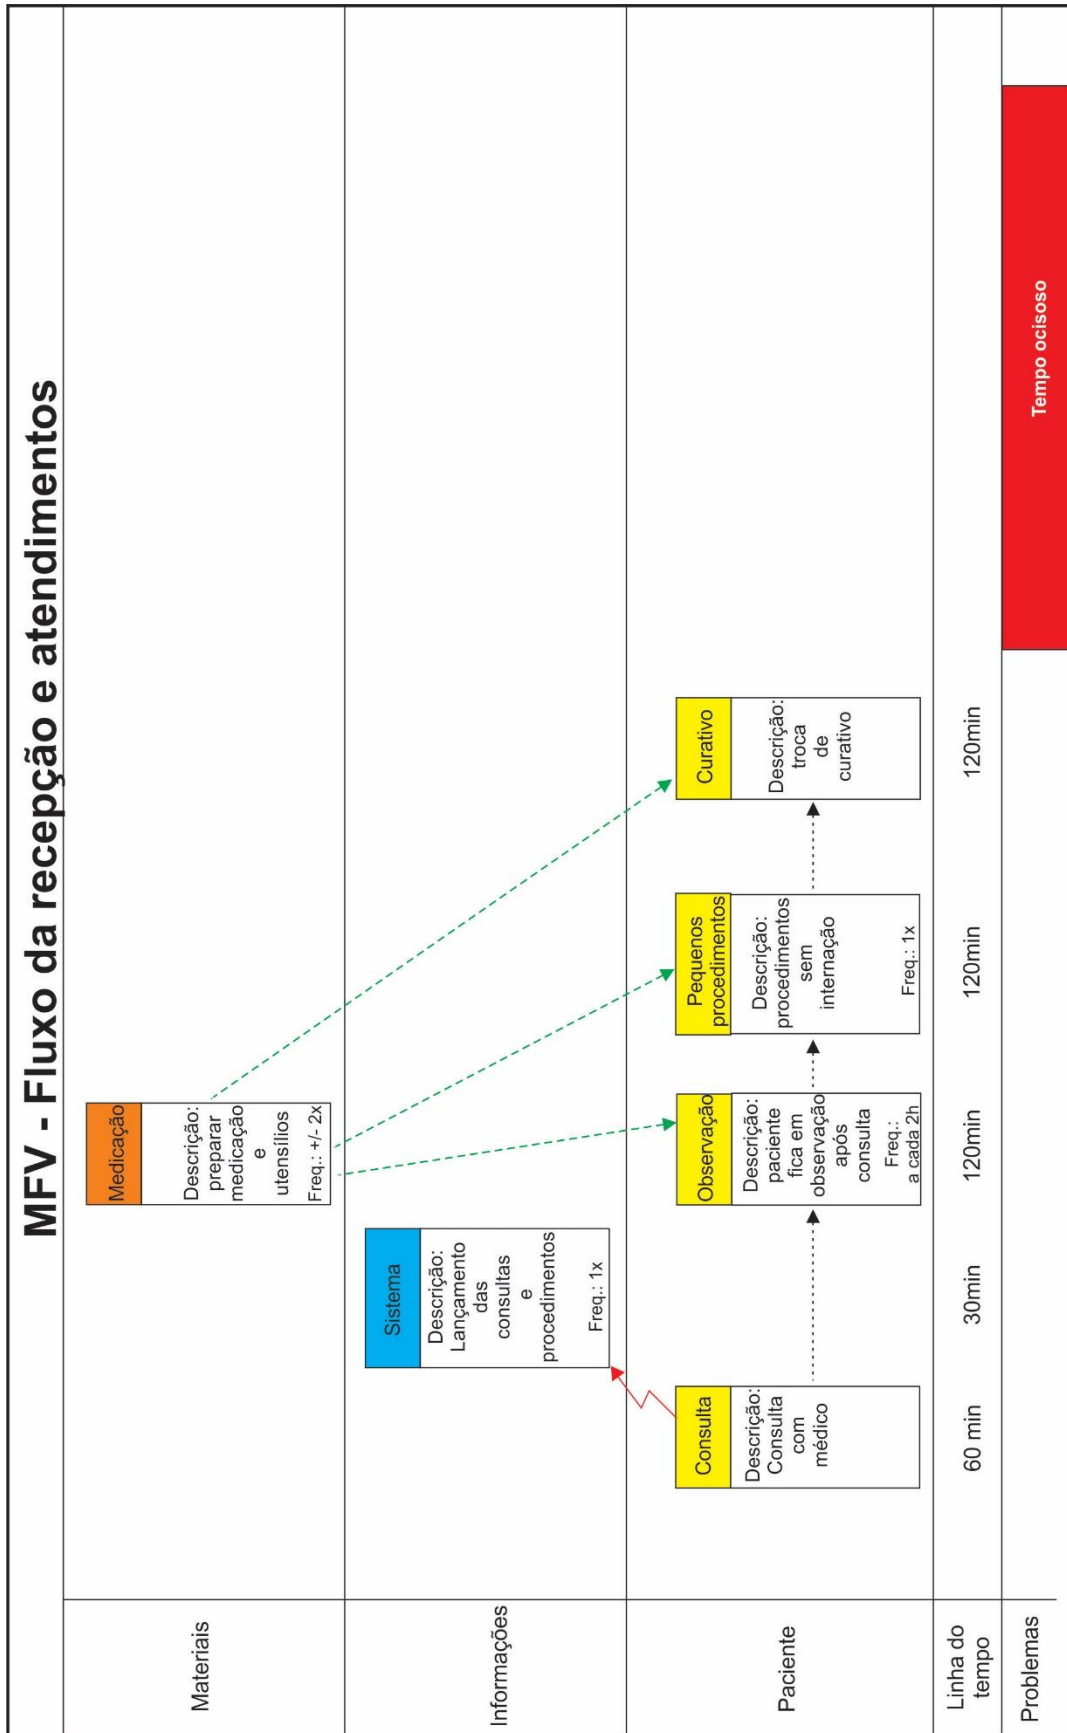 MFV - Fluxo da recepção e atendimentos
Materiais
Medicação
Descrição:
preparar
medicação
e
utensílios
Freq.: +/- 2x
Informações
Sistema
Descrição:
Lançamento
das
consultas
e
procedimentos
Freq.: 1x
Paciente
Consulta
Descrição:
Consulta
com
médico
Observação
Descrição:
paciente
fica em
observação
após
consulta
Freq.:
a cada 2h
Pequenos
procedimentos
Descrição:
procedimentos
sem
internação
Freq.: 1x
Curativo
Descrição:
troca
de
curativo
Linha do
tempo
60 min
30min
120min
120min
120min
Problemas
Tempo ocisoso